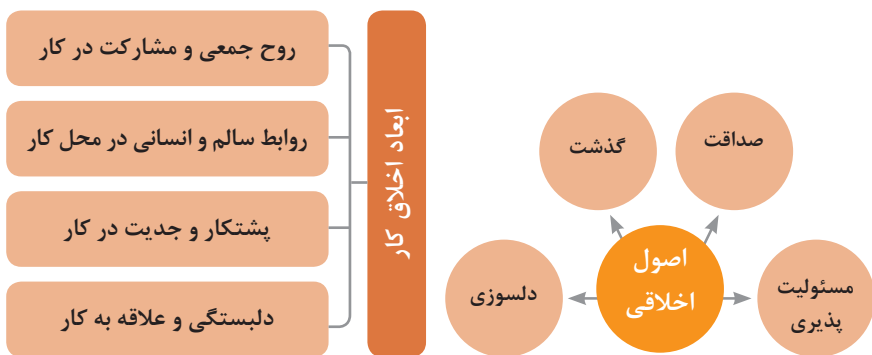 ابعاد اخلاق کار
روح جمعی و مشارکت در کار
روابط سالم و انسانی در محل کار
پشتکار و جدیت در کار
دلبستگی و علاقه به کار
اصول
اخلاقی
صداقت
گذشت
مسئولیت
پذیری
دلسوزی